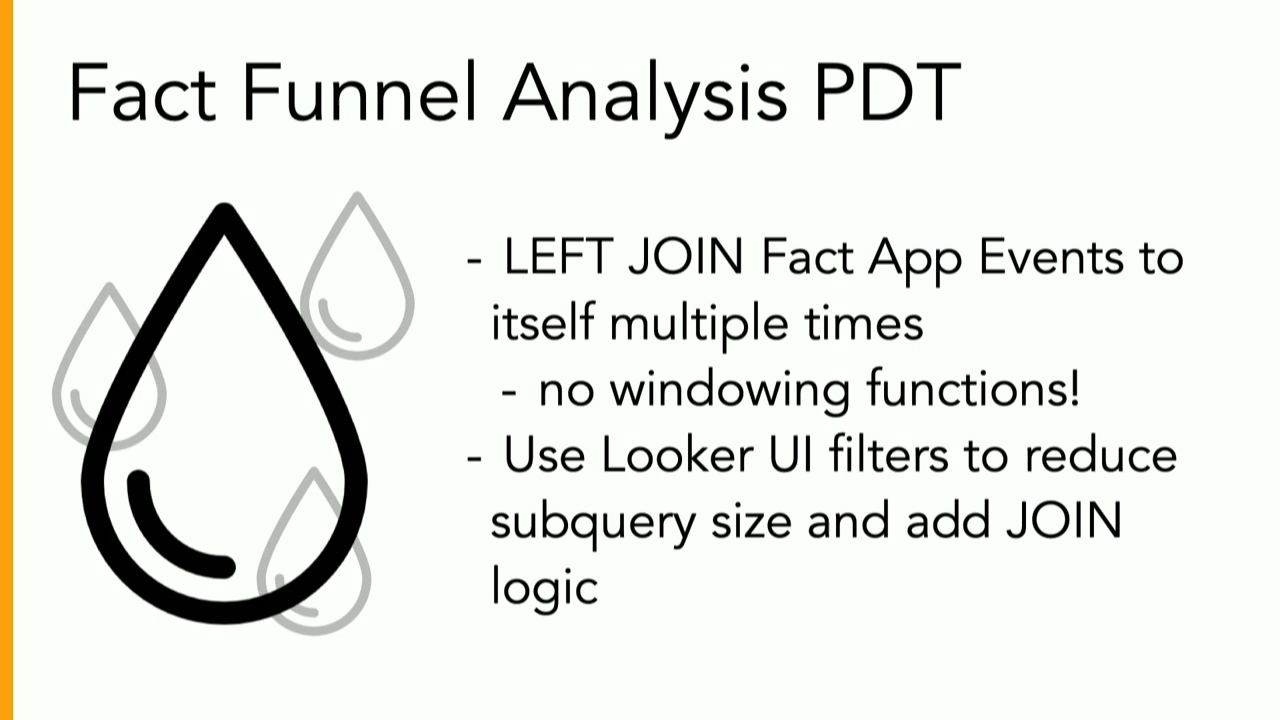 Fact Funnel Analysis PDT
- LEFT JOIN Fact App Events to
itself multiple times
- no windowing functions!
- Use Looker UI filters to reduce
subquery size and add JOIN
logic